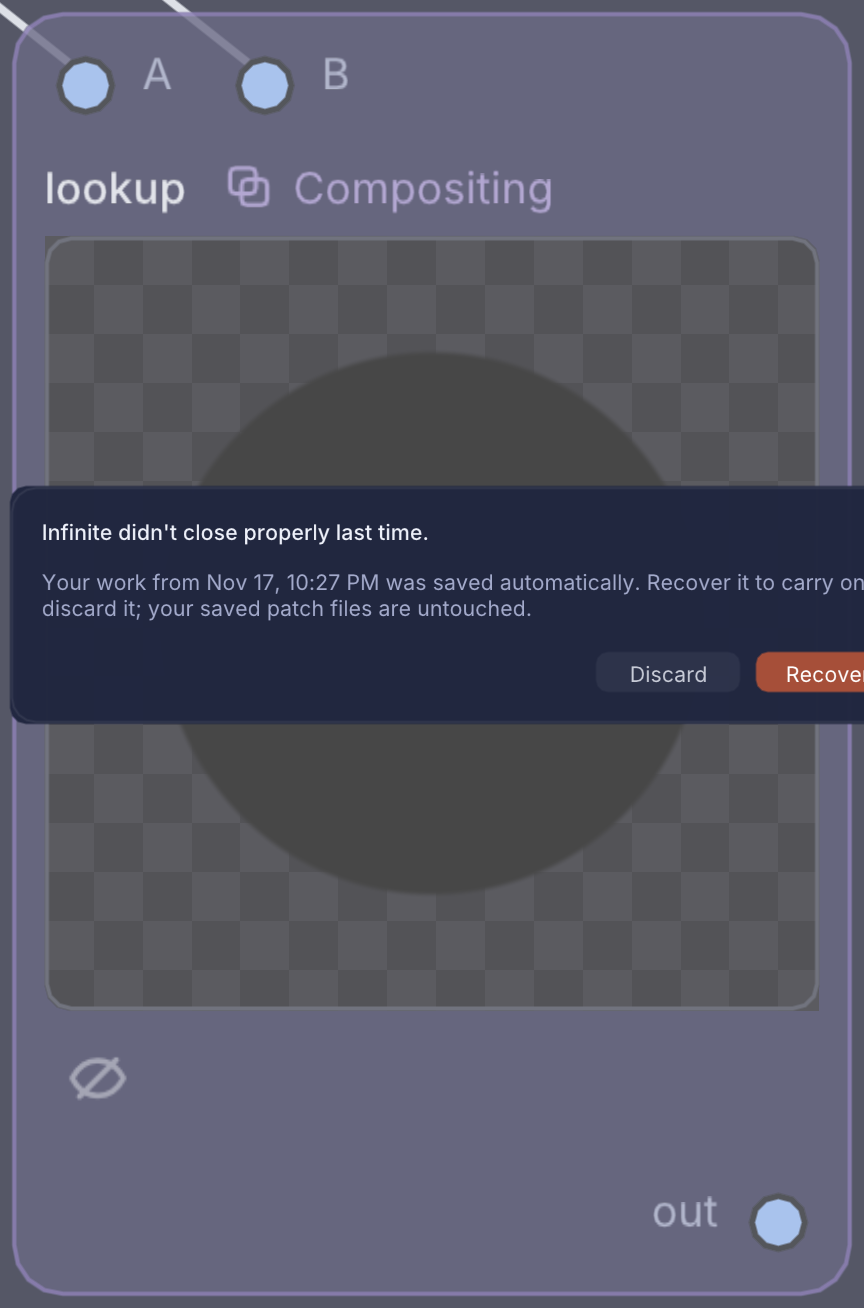 A B
lookup Compositing
Infinite didn't close properly last time.
Your work from Nov 17, 10:27 PM was saved automatically. Recover it to carry on
discard it; your saved patch files are untouched.
Discard Recover
out